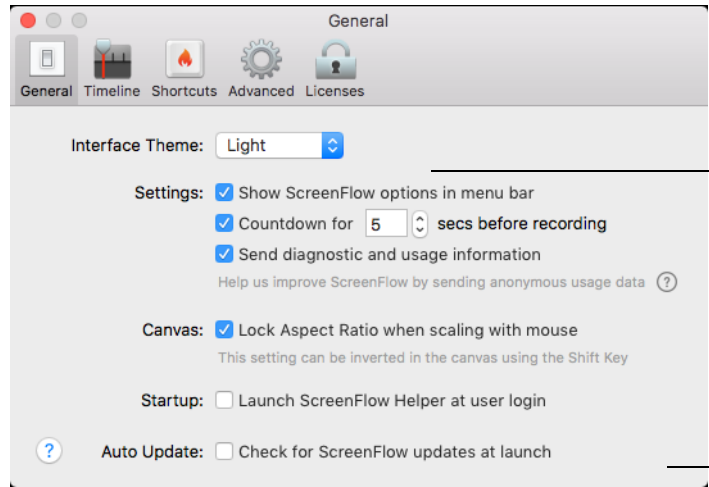 General
General Timeline Shortcuts Advanced Licenses
Interface Theme: Light
Settings: Show ScreenFlow options in menu bar
Countdown for 5 secs before recording
Send diagnostic and usage information
Help us improve ScreenFlow by sending anonymous usage data ?
Canvas: Lock Aspect Ratio when scaling with mouse
This setting can be inverted in the canvas using the Shift Key
Startup: Launch ScreenFlow Helper at user login
? Auto Update: Check for ScreenFlow updates at launch